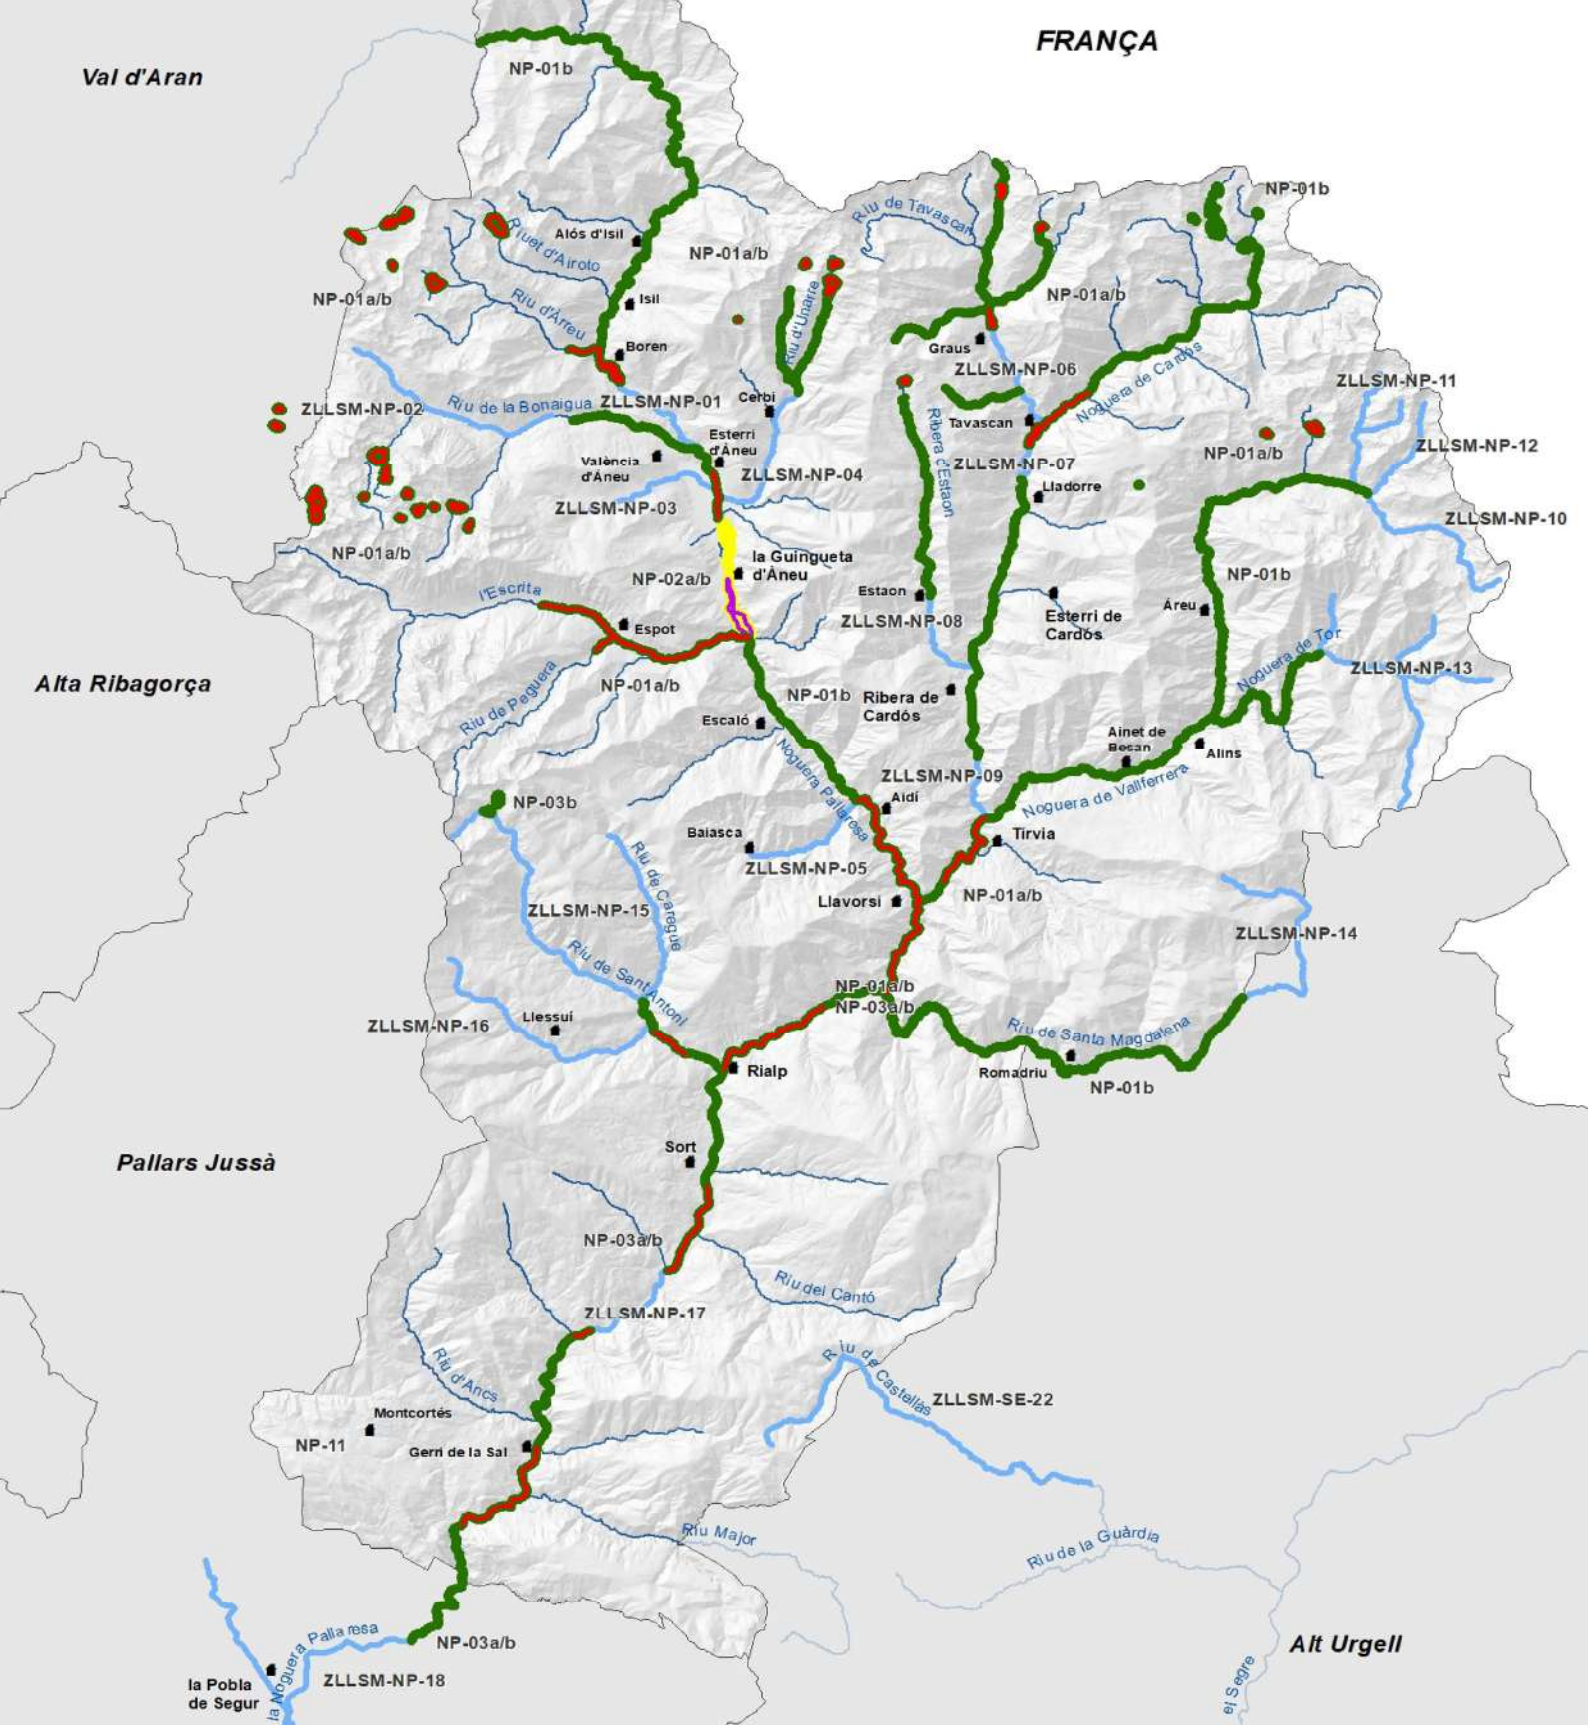 FRANÇA
Val d'Aran
NP-01b
NP-01b
Riu de Tavascan
Alós d'Isil
Riuet d'Airoto
NP-01a/b
NP-01a/b
Isil
Riu d'Àrreu
Riu d'Unarre
NP-01a/b
Boren
Graus
ZLLSM-NP-06
Noguera de Cardós
ZLLSM-NP-11
ZLLSM-NP-02
Riu de la Bonaigua
ZLLSM-NP-01
Cerbi
Tavascan
Ribera d'Estaon
Esterri
d'Àneu
València
d'Àneu
ZLLSM-NP-04
ZLLSM-NP-07
NP-01a/b
ZLLSM-NP-12
Lladorre
ZLLSM-NP-03
ZLLSM-NP-10
NP-01a/b
la Guingueta
d'Àneu
NP-02a/b
NP-01b
l'Escrita
Estaon
ZLLSM-NP-08
Esterri de
Cardós
Àreu
Espot
Noguera de Tor
ZLLSM-NP-13
Alta Ribagorça
NP-01a/b
NP-01b
Ribera de
Cardós
Riu de Peguera
Escaló
Ainet de
Besan
Alins
Noguera Pallaresa
ZLLSM-NP-09
Noguera de Vallferrera
Aidí
NP-03b
Baiasca
Tírvia
ZLLSM-NP-05
Riu de Caregue
NP-01a/b
Llavorsi
ZLLSM-NP-15
ZLLSM-NP-14
Riu de Sant Antoni
NP-01a/b
NP-03a/b
ZLLSM-NP-16
Llessuí
Riu de Santa Magdalena
Romadriu
Rialp
NP-01b
Sort
Pallars Jussà
NP-03a/b
Riu del Cantó
ZLLSM-NP-17
Riu d'Ancs
Riu de Castellàs
ZLLSM-SE-22
Montcortés
NP-11
Gerri de la Sal
Riu Major
Riu de la Guàrdia
la Noguera Pallaresa
NP-03a/b
Alt Urgell
ZLLSM-NP-18
la Pobla
de Segur
el Segre